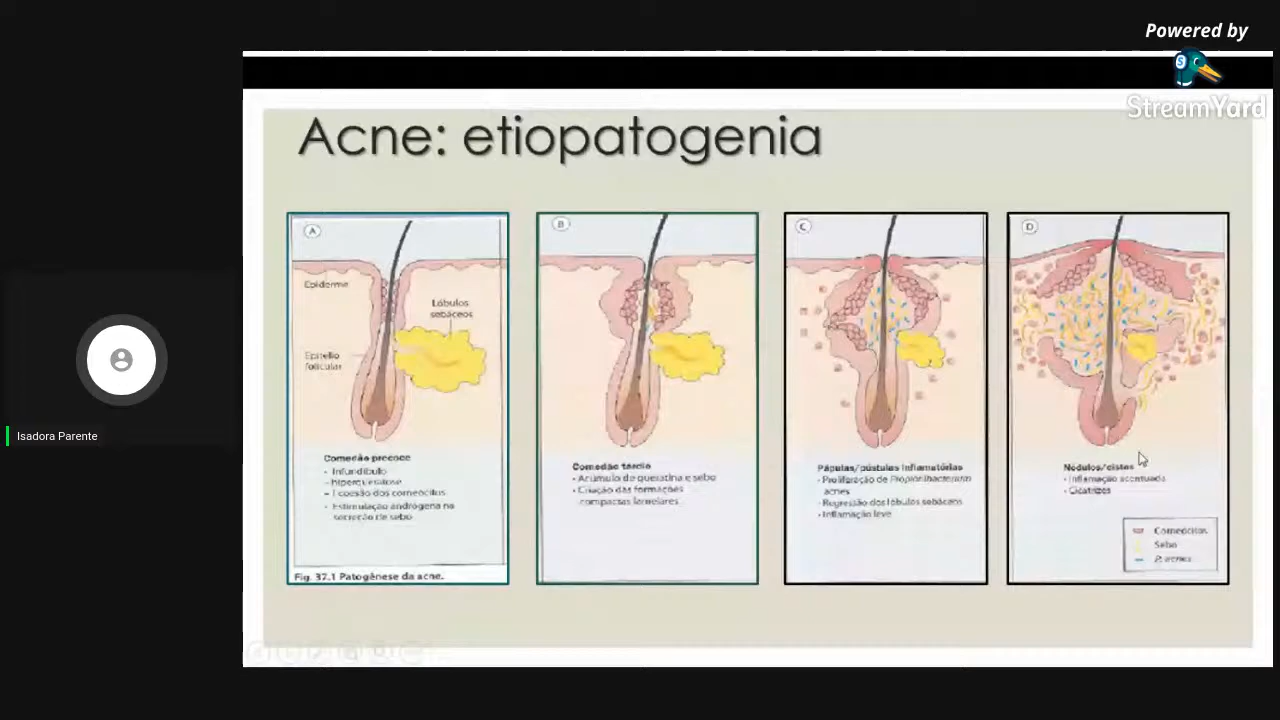 Powered by
StreamYard
Acne: etiopatogenia
A
Epiderme
Lóbulos
sebáceos
Epitélio
folicular
Comedão precoce
- Infundíbulo
- hiperqueratose
- coesão dos corneócitos
- Estimulação andrógena na
secreção de sebo
Fig. 37.1 Patogênese da acne.
B
Comedão tardio
- Acúmulo de queratina e sebo
- Criação das formações
compactas lamelares
C
Pápulas/pústulas inflamatórias
- Proliferação de Propionibacterium
acnes
- Regressão dos lóbulos sebáceos
- Inflamação leve
D
Nódulos/cistos
- Inflamação acentuada
- Cicatrizes
Corneócitos
Sebo
P. acnes
Isadora Parente